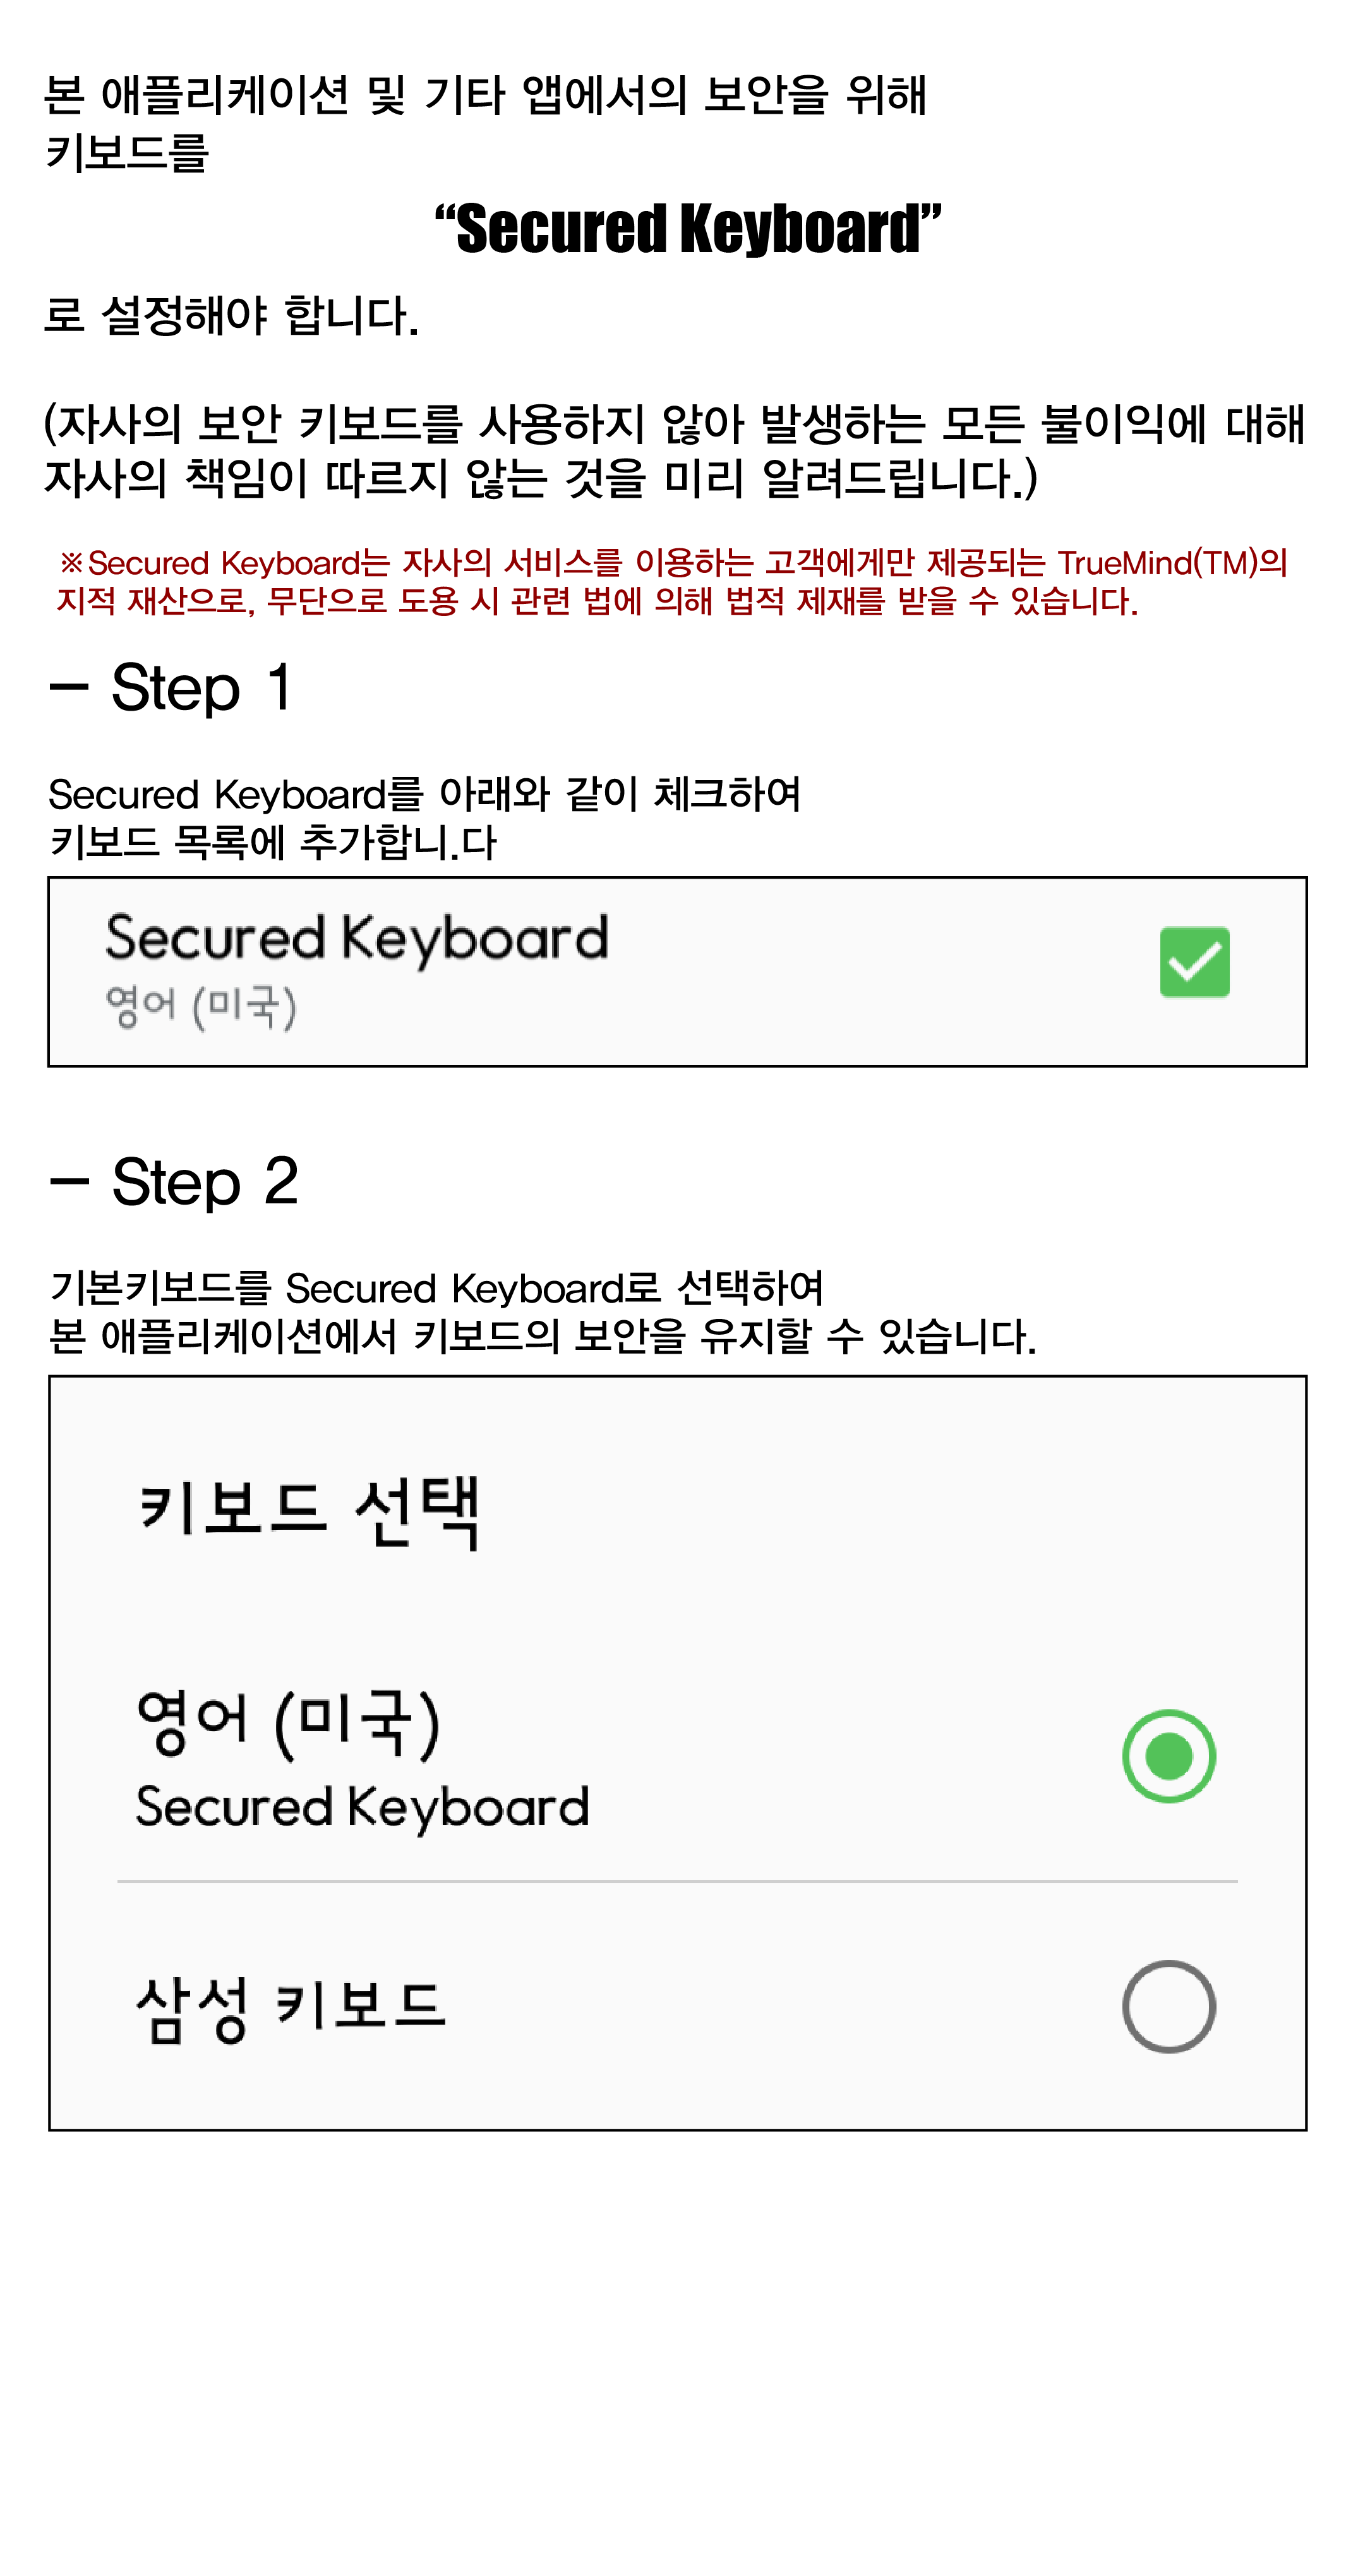 본 애플리케이션 및 기타 앱에서의 보안을 위해
키보드를
“Secured Keyboard”
로 설정해야 합니다.
(자사의 보안 키보드를 사용하지 않아 발생하는 모든 불이익에 대해
자사의 책임이 따르지 않는 것을 미리 알려드립니다.)
※Secured Keyboard는 자사의 서비스를 이용하는 고객에게만 제공되는 TrueMind(TM)의
지적 재산으로, 무단으로 도용 시 관련 법에 의해 법적 제재를 받을 수 있습니다.
- Step 1
Secured Keyboard를 아래와 같이 체크하여
키보드 목록에 추가합니.다
Secured Keyboard
영어 (미국)
- Step 2
기본키보드를 Secured Keyboard로 선택하여
본 애플리케이션에서 키보드의 보안을 유지할 수 있습니다.
키보드 선택
영어 (미국)
Secured Keyboard
삼성 키보드